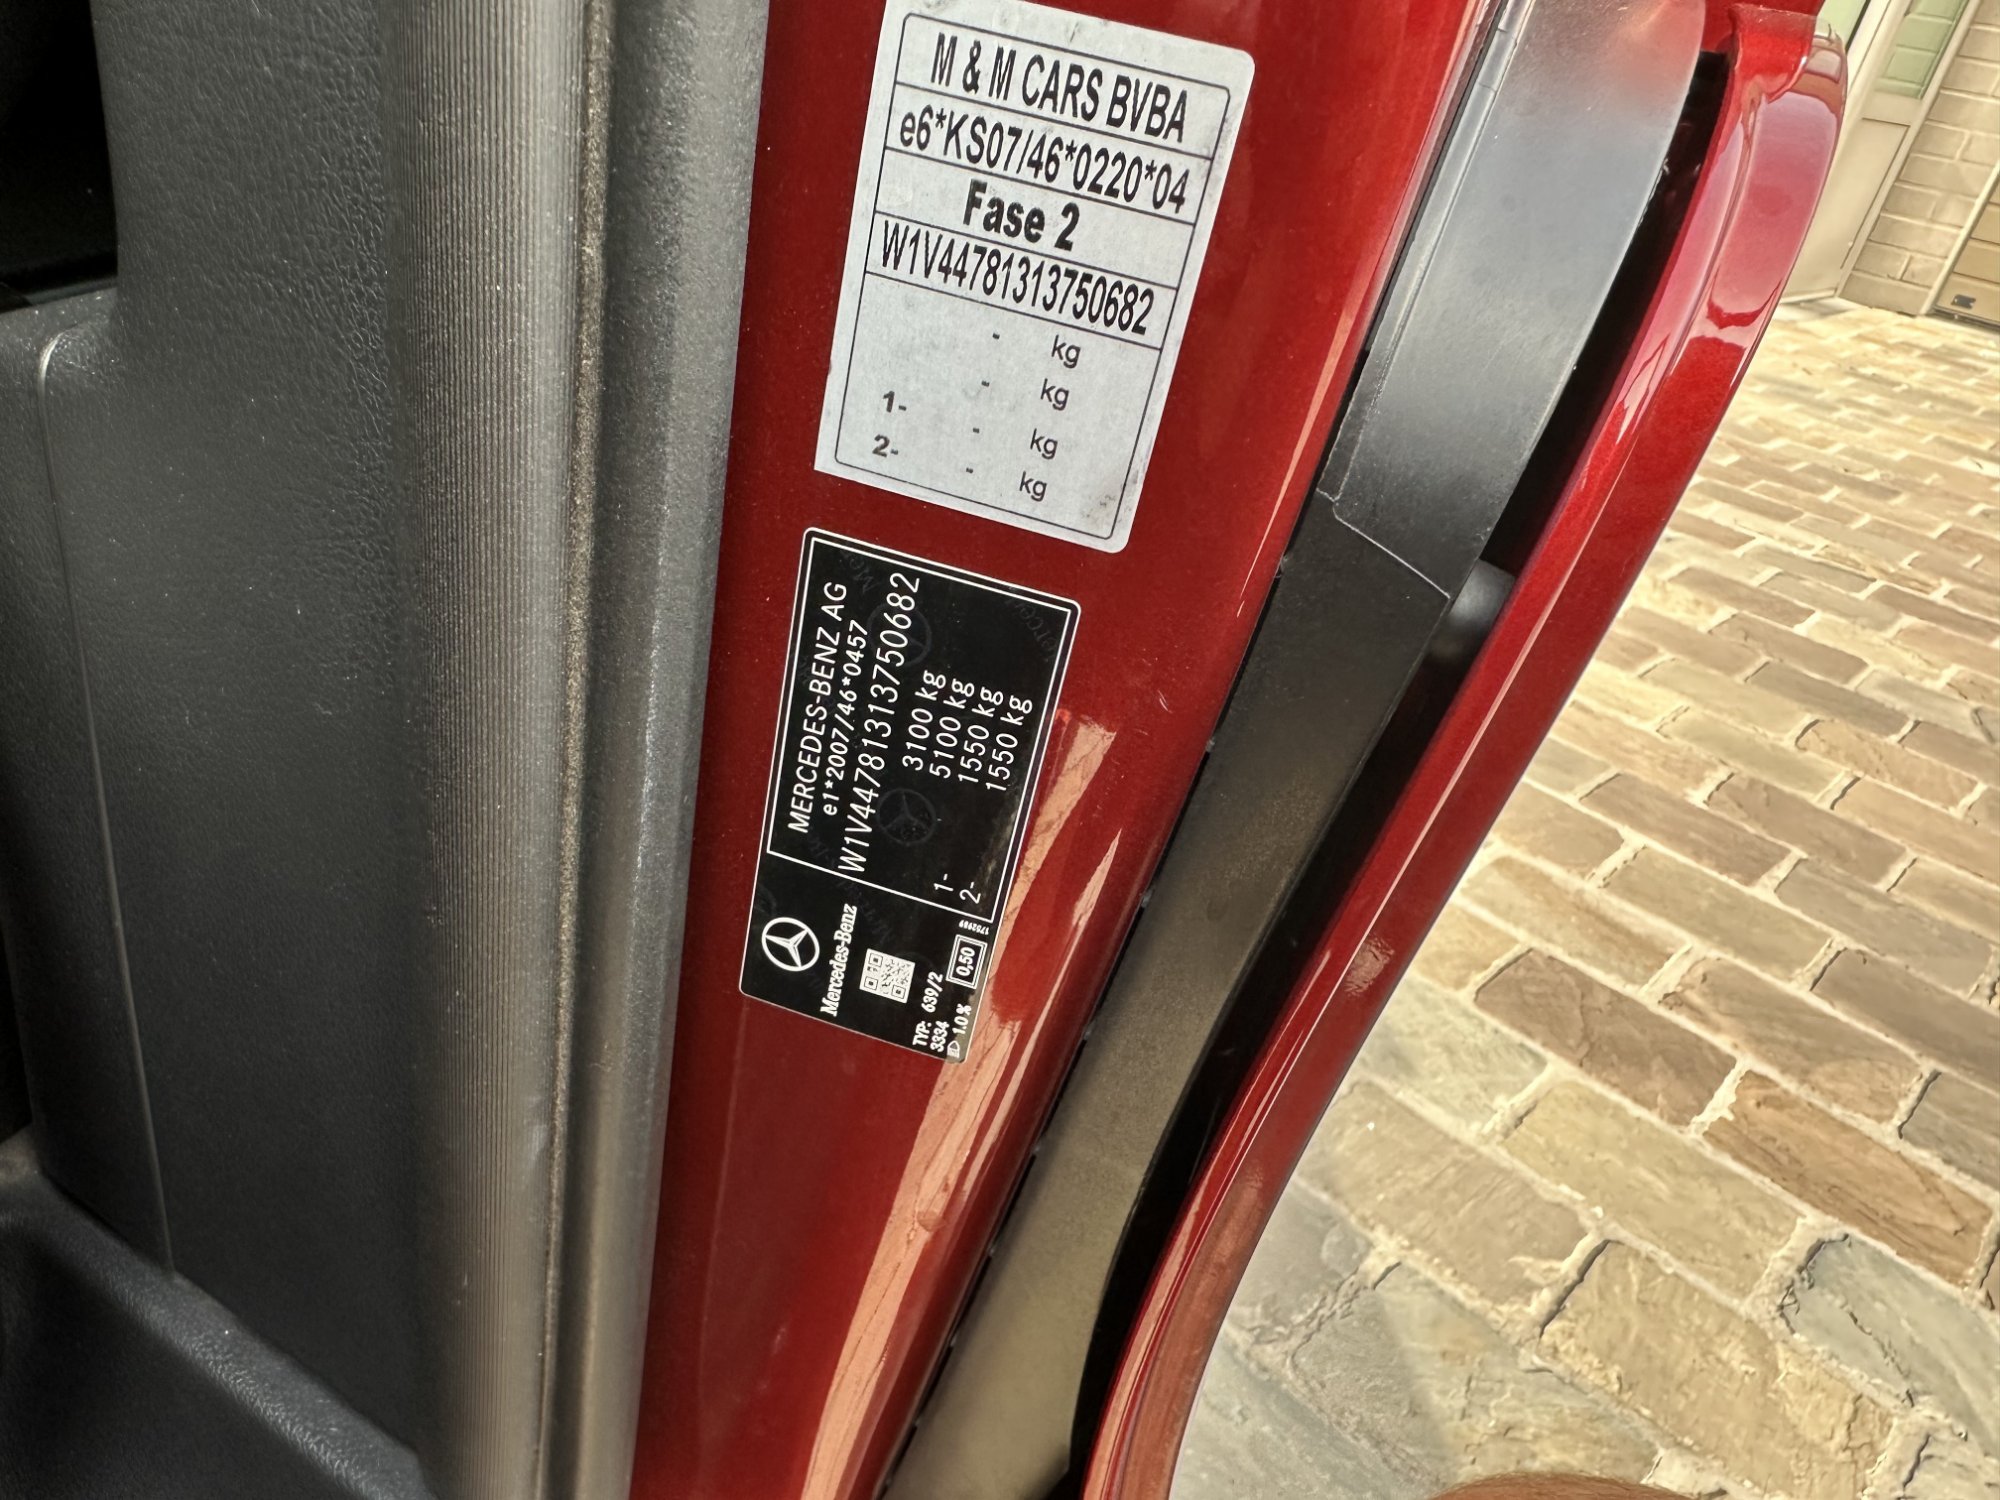 M & M CARS BVBA
e6*KS07/46*0220*04
Fase 2
W1V44781313750682
- kg
- kg
1- - kg
2- - kg
MERCEDES-BENZ AG
e1*2007/46*0457
W1V44781313750682
3100 kg
5100 kg
1- 1550 kg
2- 1550 kg
Mercedes-Benz
TYP: 639/2
3334
1.0%
0,50
1752989